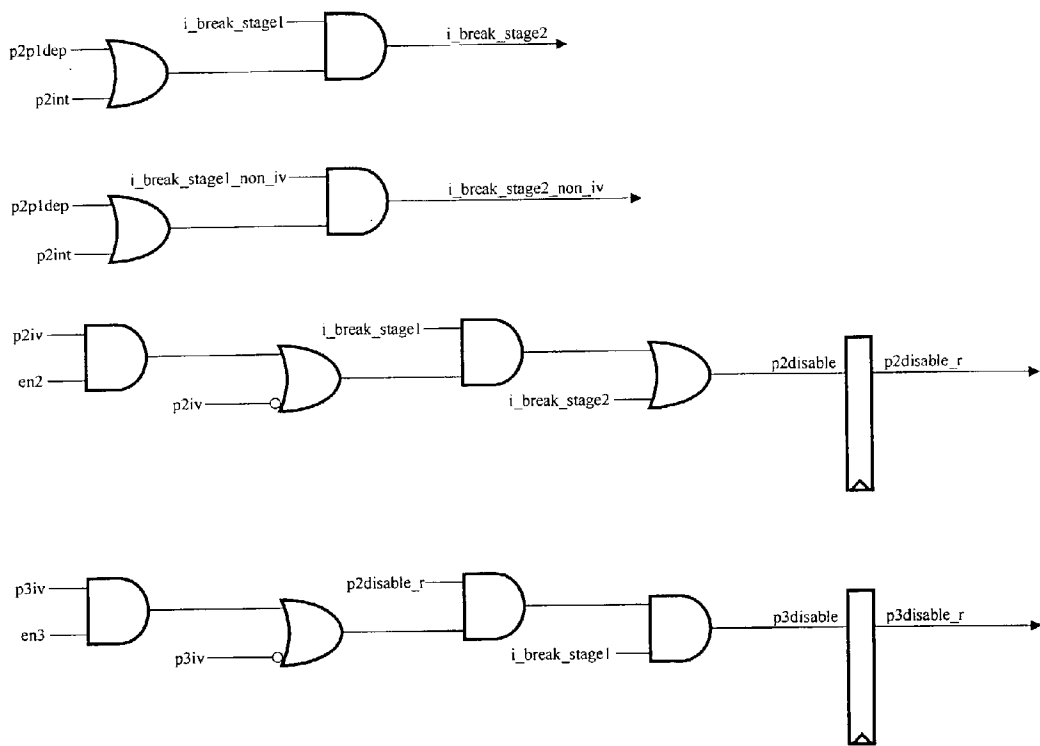 i_break_stage1
i_break_stage2
p2p1dep
p2int
i_break_stage1_non_iv
i_break_stage2_non_iv
p2p1dep
p2int
p2iv
i_break_stage1
en2
p2iv
i_break_stage2
p2disable
p2disable_r
p3iv
p2disable_r
en3
p3iv
i_break_stage1
p3disable
p3disable_r